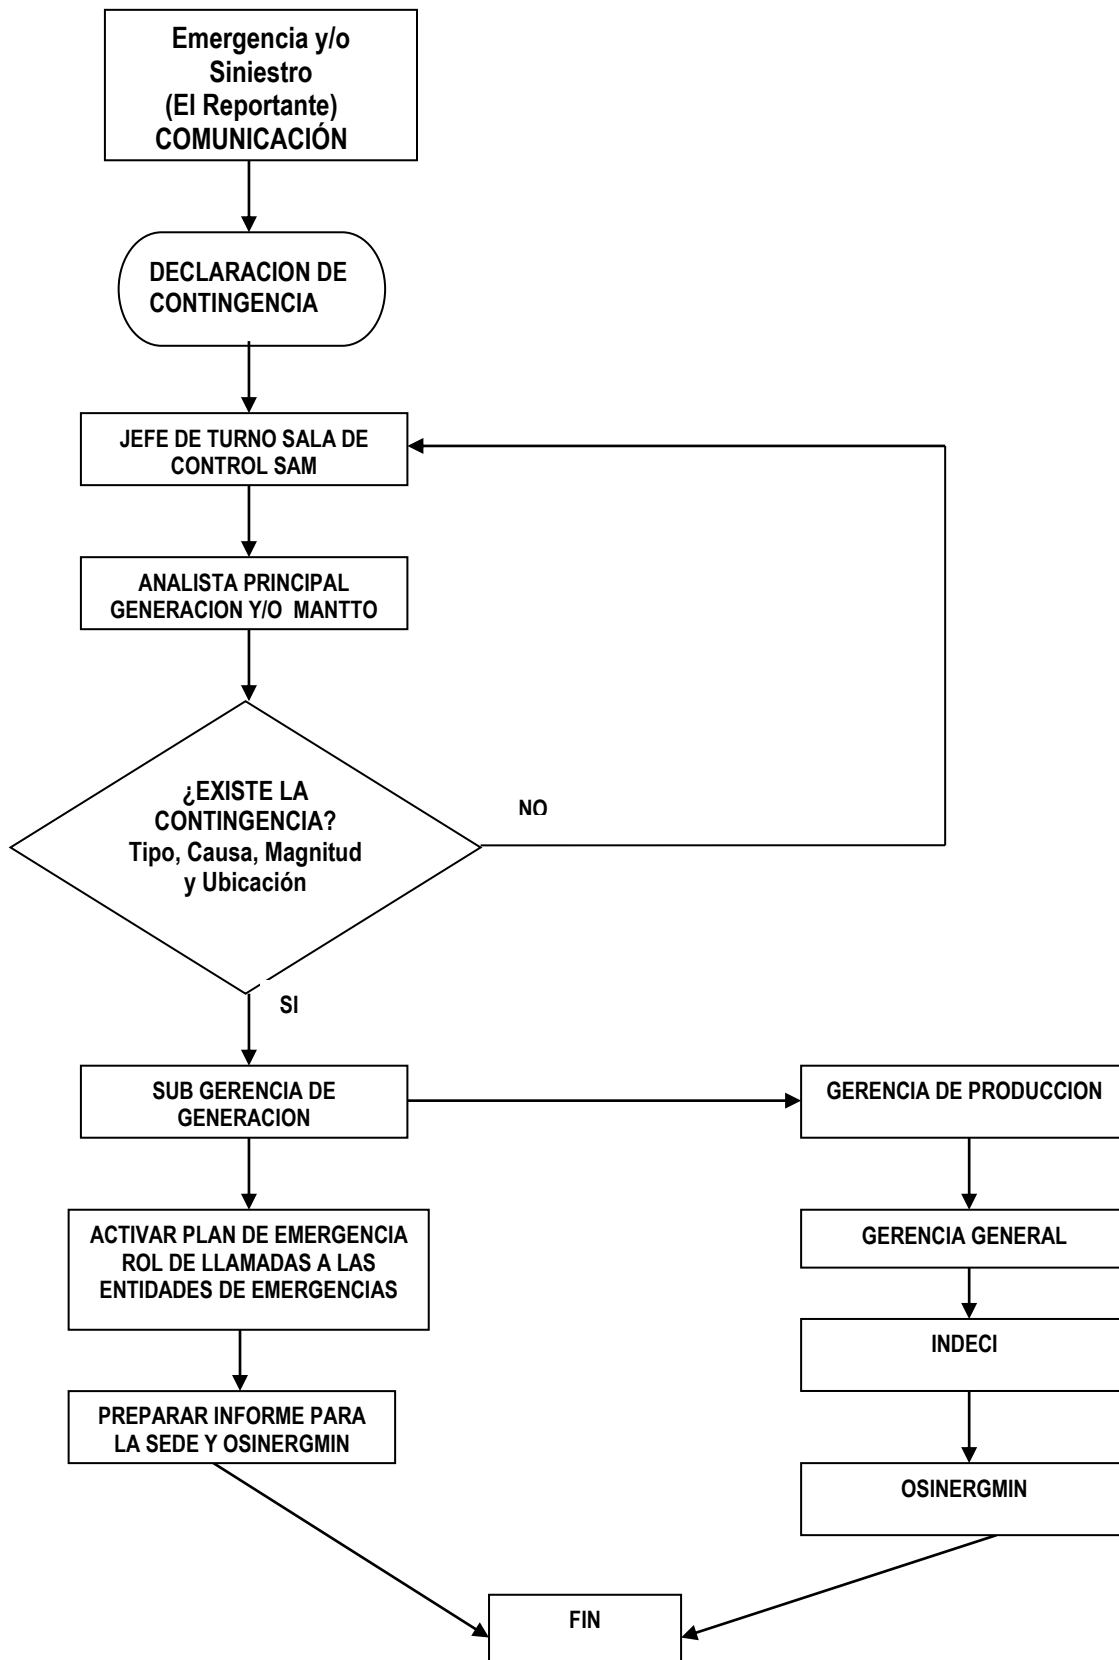 Emergencia y/o
Siniestro
(El Reportante)
COMUNICACIÓN
DECLARACION DE
CONTINGENCIA
JEFE DE TURNO SALA DE
CONTROL SAM
ANALISTA PRINCIPAL
GENERACION Y/O MANTTO
¿EXISTE LA
CONTINGENCIA?
Tipo, Causa, Magnitud
y Ubicación
NO
SI
SUB GERENCIA DE
GENERACION
GERENCIA DE PRODUCCION
ACTIVAR PLAN DE EMERGENCIA
ROL DE LLAMADAS A LAS
ENTIDADES DE EMERGENCIAS
GERENCIA GENERAL
INDECI
PREPARAR INFORME PARA
LA SEDE Y OSINERGMIN
OSINERGMIN
FIN